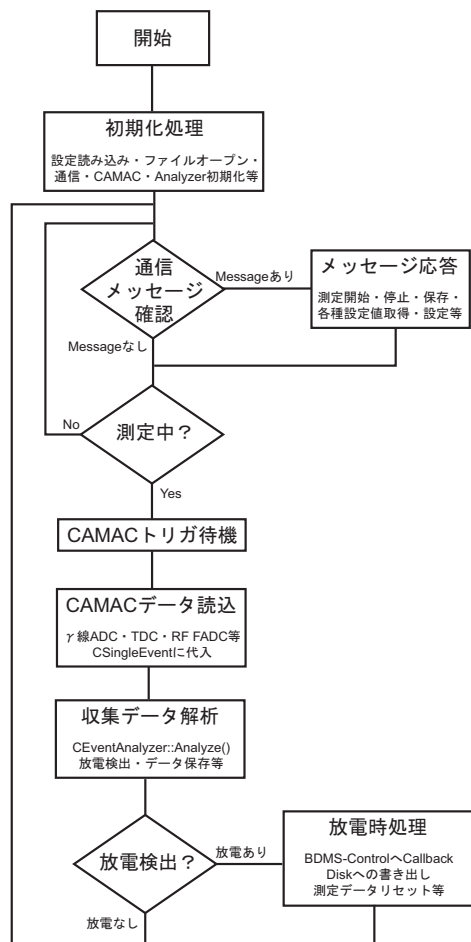 開始
初期化処理
設定読み込み・ファイルオープン・
通信・CAMAC・Analyzer初期化等
通信
メッセージ
確認
Messageあり
メッセージ応答
測定開始・停止・保存・
各種設定値取得・設定等
Messageなし
No
測定中？
Yes
CAMACトリガ待機
CAMACデータ読込
γ線ADC・TDC・RF FADC等
CSingleEventに代入
収集データ解析
CEventAnalyzer::Analyze()
放電検出・データ保存等
放電検出？
放電あり
放電時処理
BDMS-ControlへCallback
Diskへの書き出し
測定データリセット等
放電なし